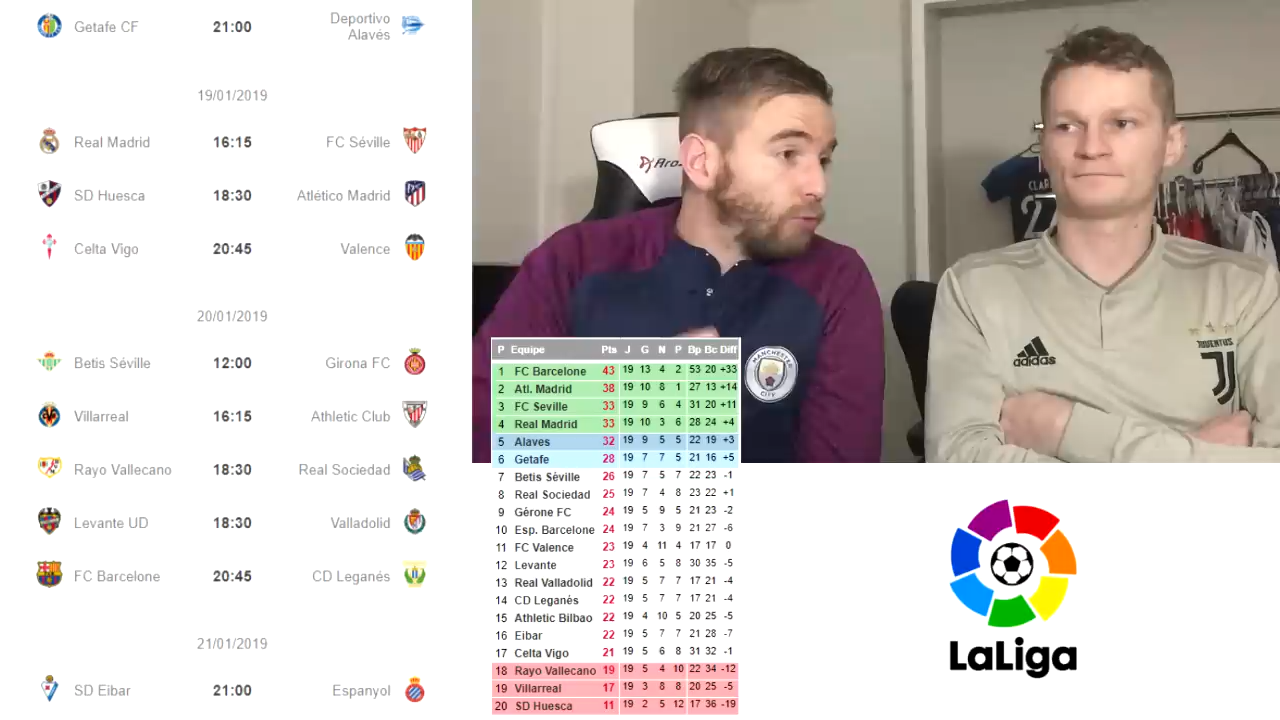 Getafe CF 21:00 Deportivo
Alavés
19/01/2019
Real Madrid 16:15 FC Séville
SD Huesca 18:30 Atlético Madrid
Celta Vigo 20:45 Valence
20/01/2019
Betis Séville 12:00 Girona FC
Villarreal 16:15 Athletic Club
Rayo Vallecano 18:30 Real Sociedad
Levante UD 18:30 Valladolid
FC Barcelone 20:45 CD Leganés
21/01/2019
SD Eibar 21:00 Espanyol
Aro
CLAR
2
adidas
JUVENTUS
MANCHESTER
CITY
P Equipe Pts J G N P Bp Bc Diff
1 FC Barcelone 43 19 13 4 2 53 20 +33
2 Atl. Madrid 38 19 10 8 1 27 13 +14
3 FC Seville 33 19 9 6 4 31 20 +11
4 Real Madrid 33 19 10 3 6 28 24 +4
5 Alaves 32 19 9 5 5 22 19 +3
6 Getafe 28 19 7 7 5 21 16 +5
7 Betis Séville 26 19 7 5 7 22 23 -1
8 Real Sociedad 25 19 7 4 8 23 22 +1
9 Gérone FC 24 19 5 9 5 21 23 -2
10 Esp. Barcelone 24 19 7 3 9 21 27 -6
11 FC Valence 23 19 4 11 4 17 17 0
12 Levante 23 19 6 5 8 30 35 -5
13 Real Valladolid 22 19 5 7 7 17 21 -4
14 CD Leganés 22 19 5 7 7 17 21 -4
15 Athletic Bilbao 22 19 4 10 5 20 25 -5
16 Eibar 22 19 5 7 7 21 28 -7
17 Celta Vigo 21 19 5 6 8 31 32 -1
18 Rayo Vallecano 19 19 5 4 10 22 34 -12
19 Villarreal 17 19 3 8 8 20 25 -5
20 SD Huesca 11 19 2 5 12 17 36 -19
LaLiga